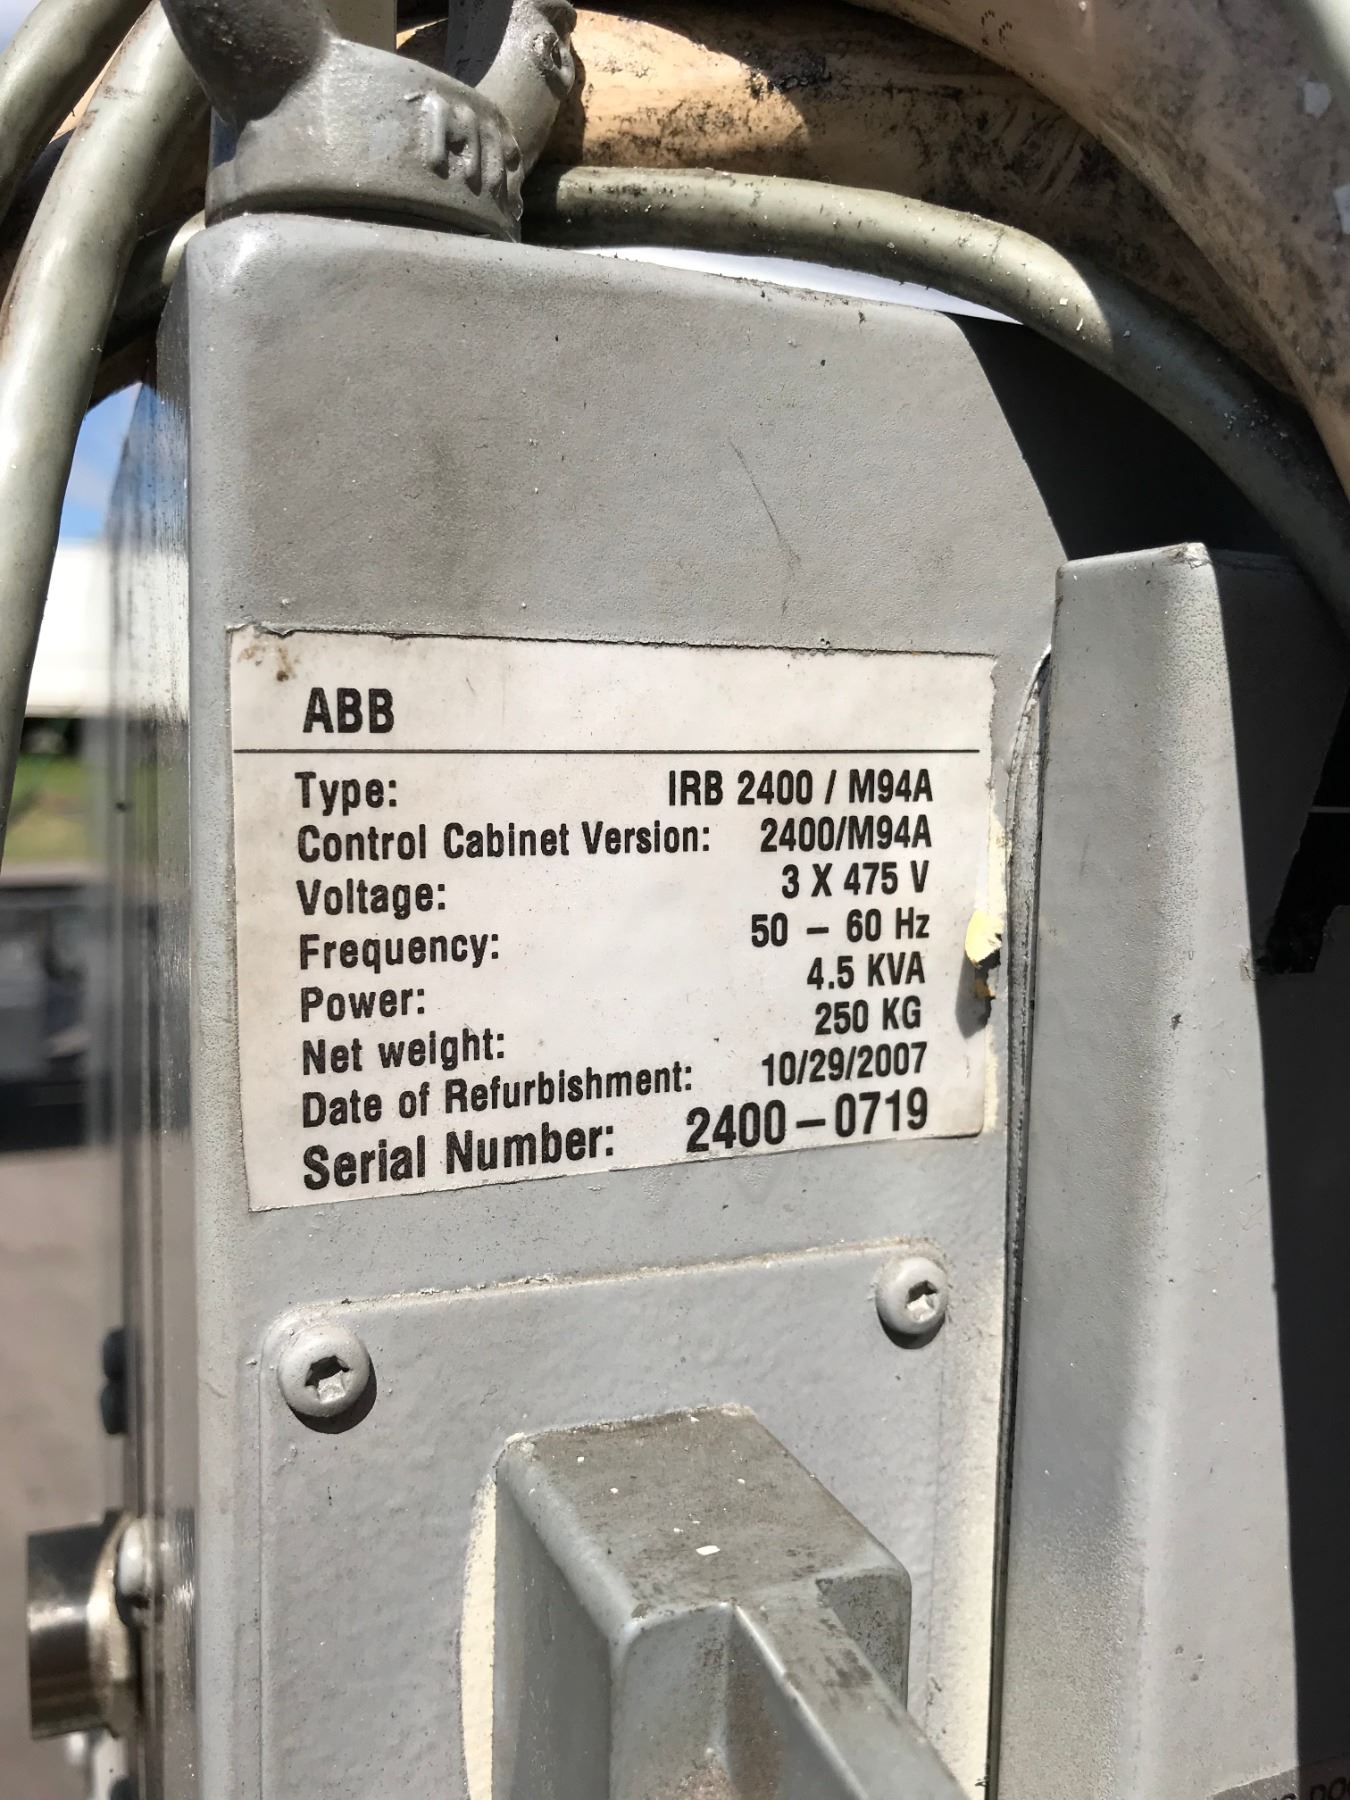 ABB
Type: IRB 2400 / M94A
Control Cabinet Version: 2400/M94A
Voltage: 3 X 475 V
Frequency: 50 – 60 Hz
Power: 4.5 KVA
Net weight: 250 KG
Date of Refurbishment: 10/29/2007
Serial Number: 2400–0719